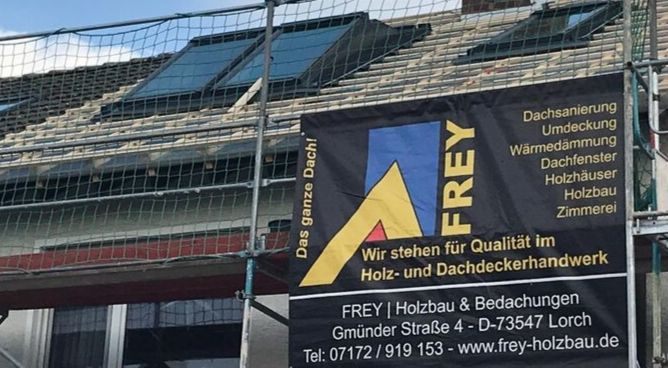 Das ganze Dach!
FREY
Dachsanierung
Umdeckung
Wärmedämmung
Dachfenster
Holzhäuser
Holzbau
Zimmerei
Wir stehen für Qualität im
Holz- und Dachdeckerhandwerk
FREY | Holzbau & Bedachungen
Gmünder Straße 4 - D-73547 Lorch
Tel: 07172 / 919 153 - www.frey-holzbau.de